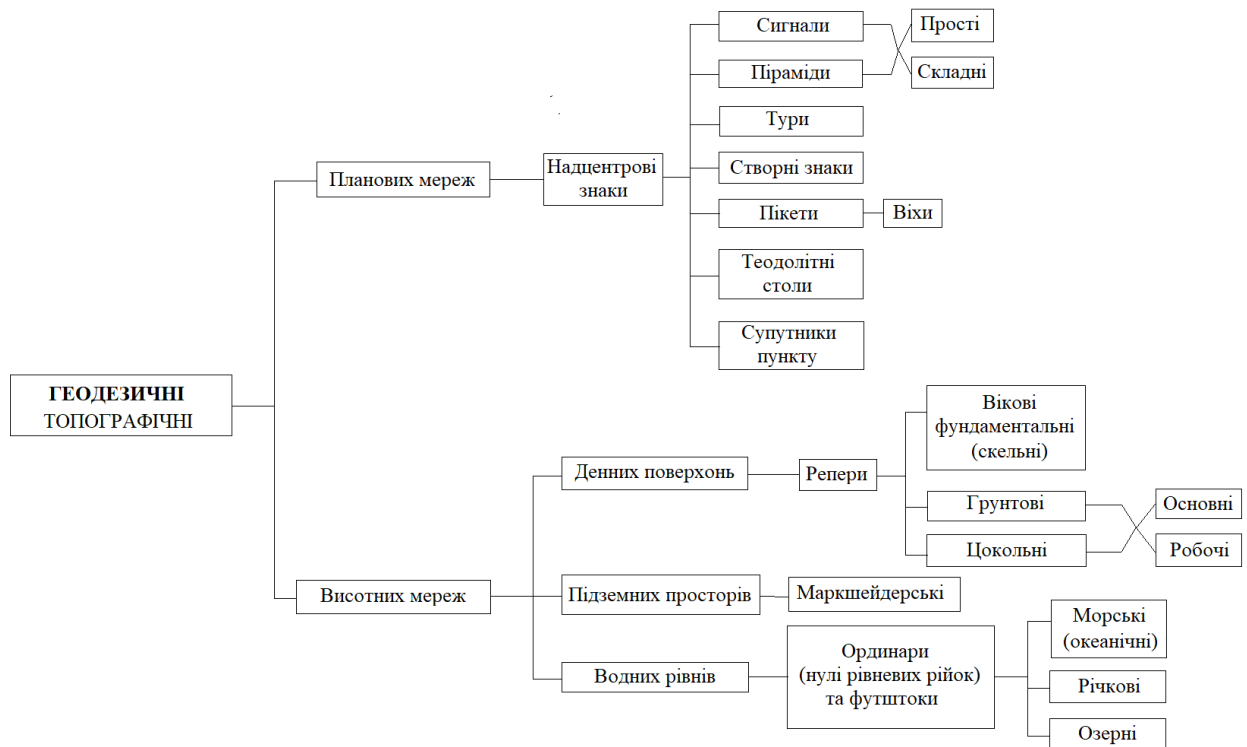 Сигнали
Прості
Піраміди
Складні
Тури
Надцентрові
знаки
Створні знаки
Планових мереж
Пікети
Віхи
Теодолітні
столи
Супутники
пункту
ГЕОДЕЗИЧНІ
ТОПОГРАФІЧНІ
Вікові
фундаментальні
(скельні)
Денних поверхонь
Репери
Грунтові
Основні
Цокольні
Робочі
Висотних мереж
Підземних просторів
Маркшейдерські
Морські
(океанічні)
Ординари
(нулі рівневих рійок)
та футштоки
Водних рівнів
Річкові
Озерні